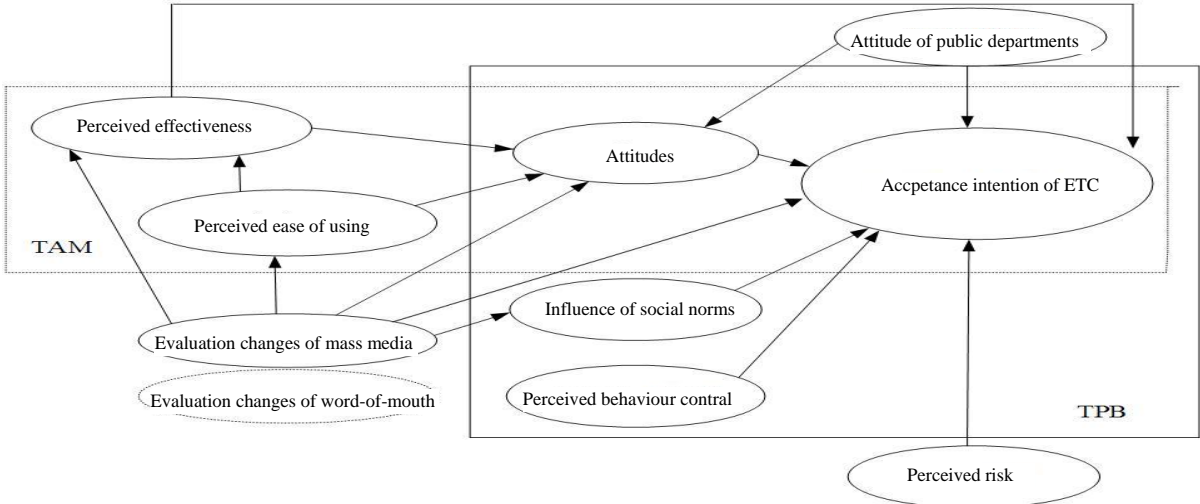 Attitude of public departments
Perceived effectiveness
Attitudes
Accpetance intention of ETC
Perceived ease of using
TAM
Influence of social norms
Evaluation changes of mass media
Perceived behaviour contral
Evaluation changes of word-of-mouth
TPB
Perceived risk